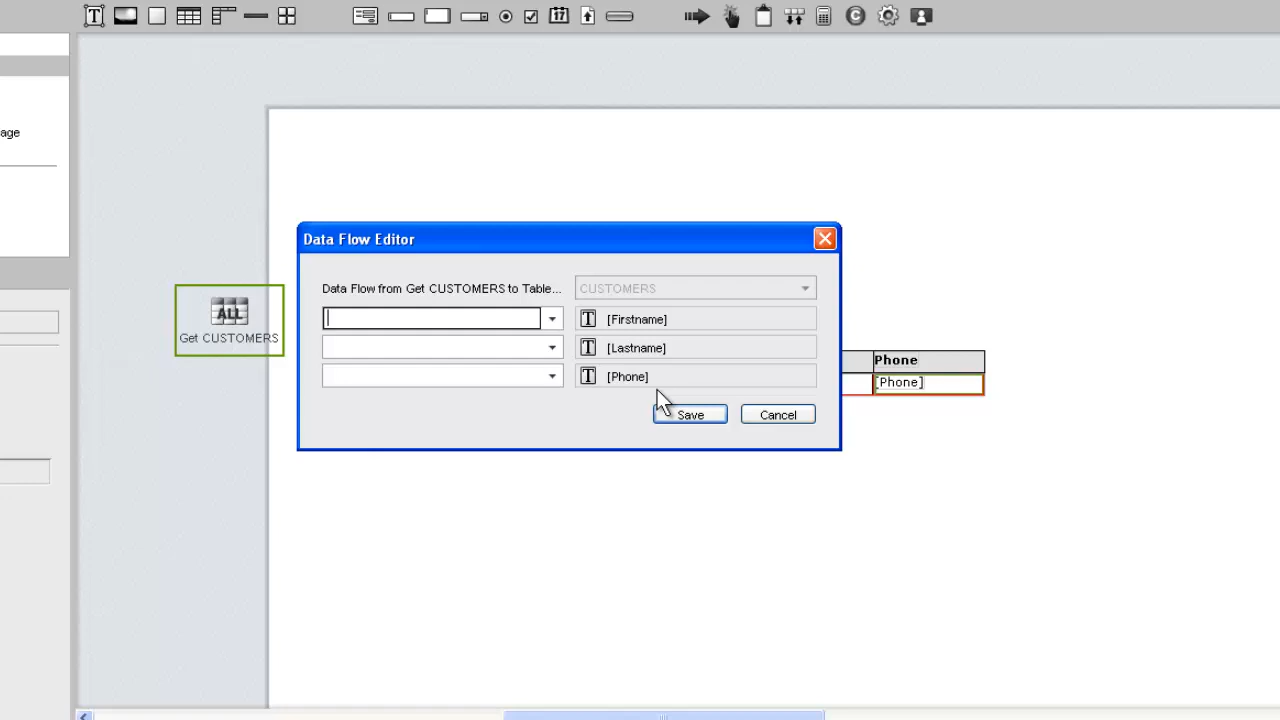 T
17
C
age
Data Flow Editor
Data Flow from Get CUSTOMERS to Table...
CUSTOMERS
T [Firstname]
T [Lastname]
T [Phone]
Save
Cancel
ALL
Get CUSTOMERS
Phone
[Phone]